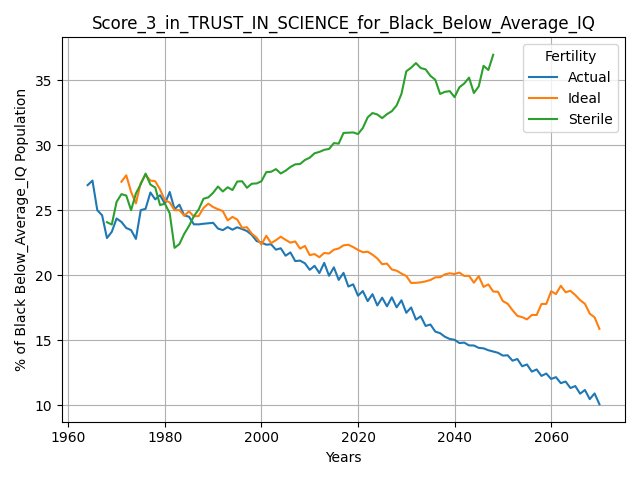 Score_3_in_TRUST_IN_SCIENCE_for_Black_Below_Average_IQ
Fertility
Actual
Ideal
Sterile
% of Black Below_Average_IQ Population
35
30
25
20
15
10
1960
1980
2000
2020
2040
2060
Years